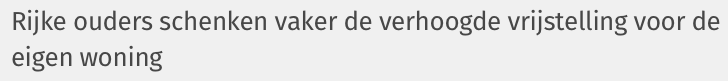 Rijke ouders schenken vaker de verhoogde vrijstelling voor de
eigen woning